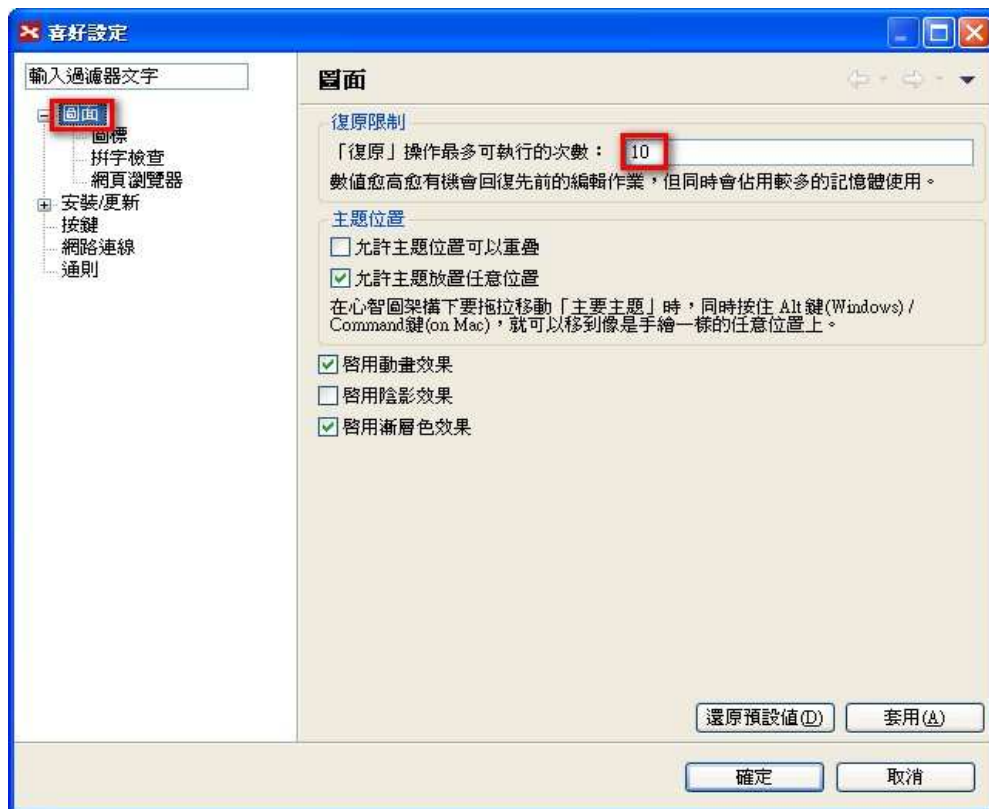 喜好設定
輸入過濾器文字
圖面
圖標
拼字檢查
網頁瀏覽器
安裝/更新
按鍵
網路連線
通則
圖面
復原限制
「復原」操作最多可執行的次數：
10
數值愈高愈有機會回復先前的編輯作業，但同時會佔用較多的記憶體使用。
主題位置
允許主題位置可以重疊
允許主題放置任意位置
在心智圖架構下要拖拉移動「主要主題」時，同時按住 Alt 鍵(Windows) /
Command鍵(on Mac)，就可以移到像是手繪一樣的任意位置上。
啓用動畫效果
啓用陰影效果
啓用漸層色效果
還原預設值(D)
套用(A)
確定
取消